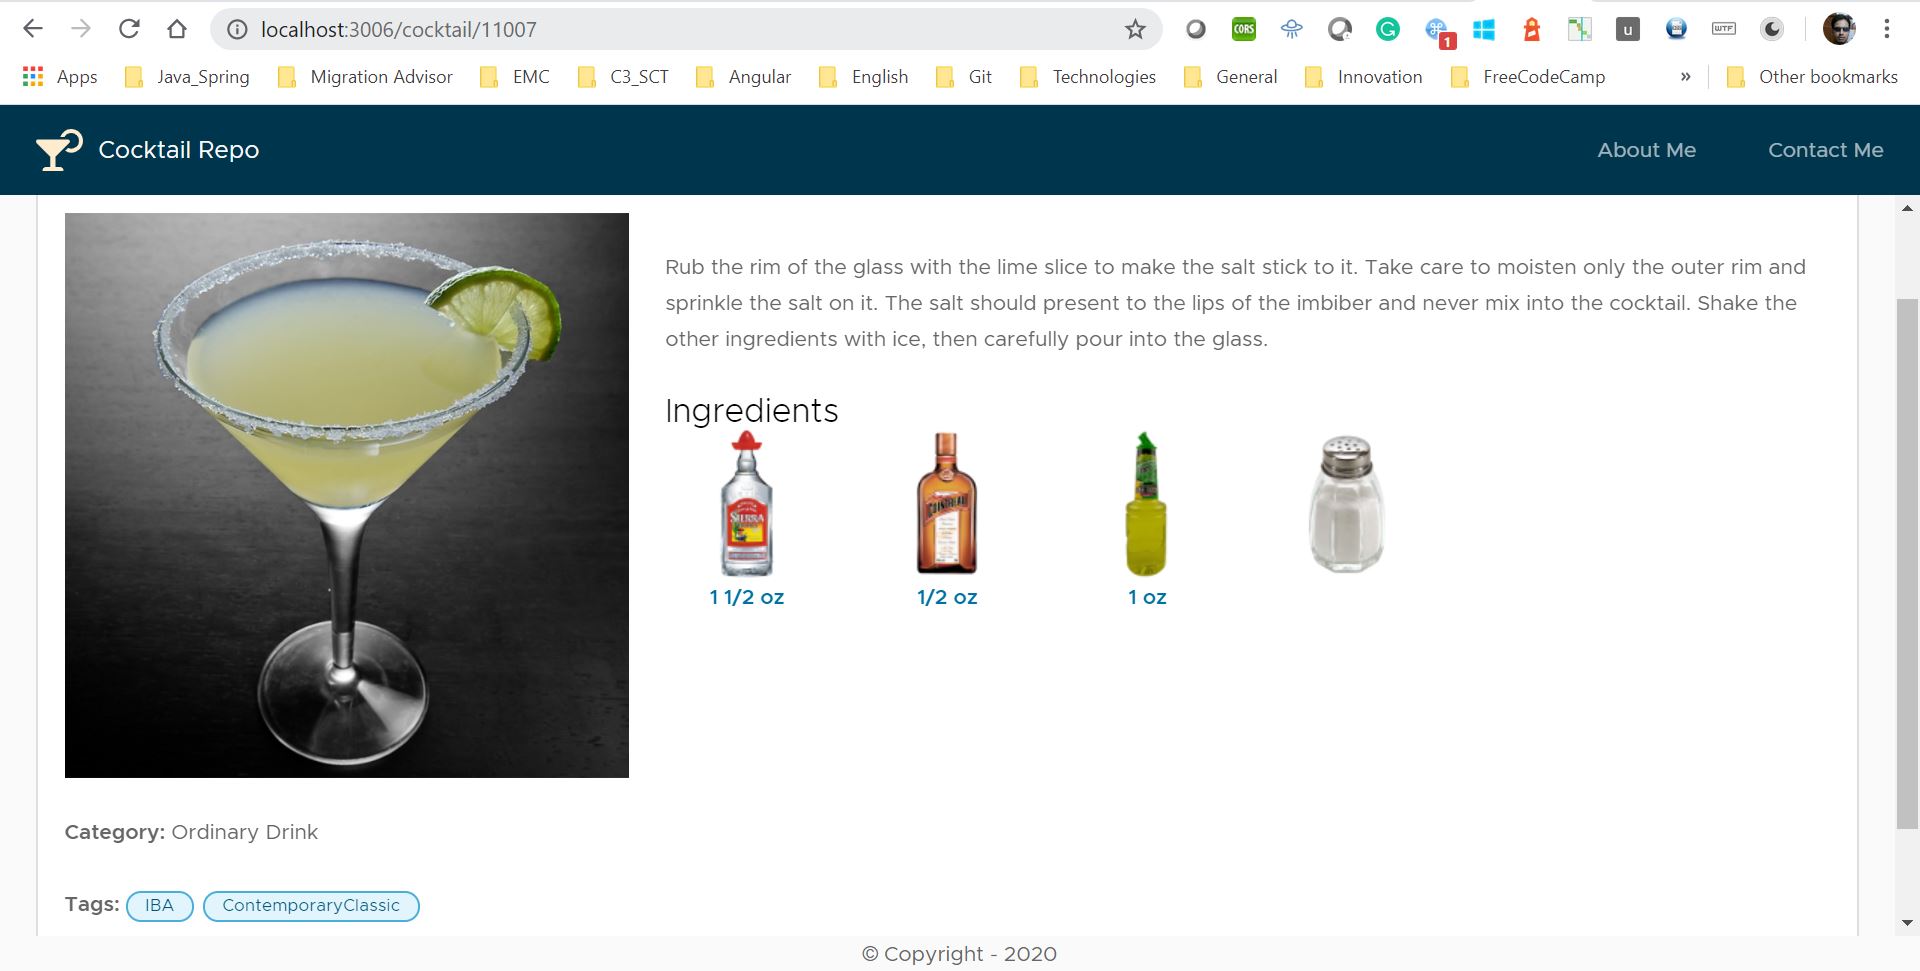 localhost:3006/cocktail/11007
CORS
1
u
WTF
Apps
Java_Spring
Migration Advisor
EMC
C3_SCT
Angular
English
Git
Technologies
General
Innovation
FreeCodeCamp
»
Other bookmarks
Cocktail Repo
About Me
Contact Me
Rub the rim of the glass with the lime slice to make the salt stick to it. Take care to moisten only the outer rim and
sprinkle the salt on it. The salt should present to the lips of the imbiber and never mix into the cocktail. Shake the
other ingredients with ice, then carefully pour into the glass.
Ingredients
SIERRA
COINTREAU
1 1/2 oz
1/2 oz
1 oz
Category: Ordinary Drink
Tags: IBA ContemporaryClassic
© Copyright - 2020